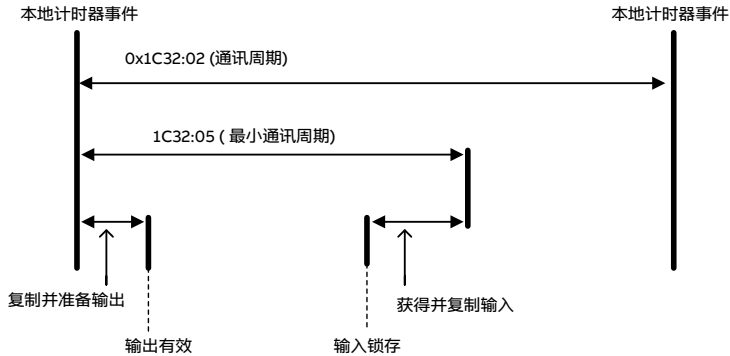 本地计时器事件
本地计时器事件
0x1C32:02 (通讯周期)
1C32:05 ( 最小通讯周期)
复制并准备输出
获得并复制输入
输出有效
输入锁存